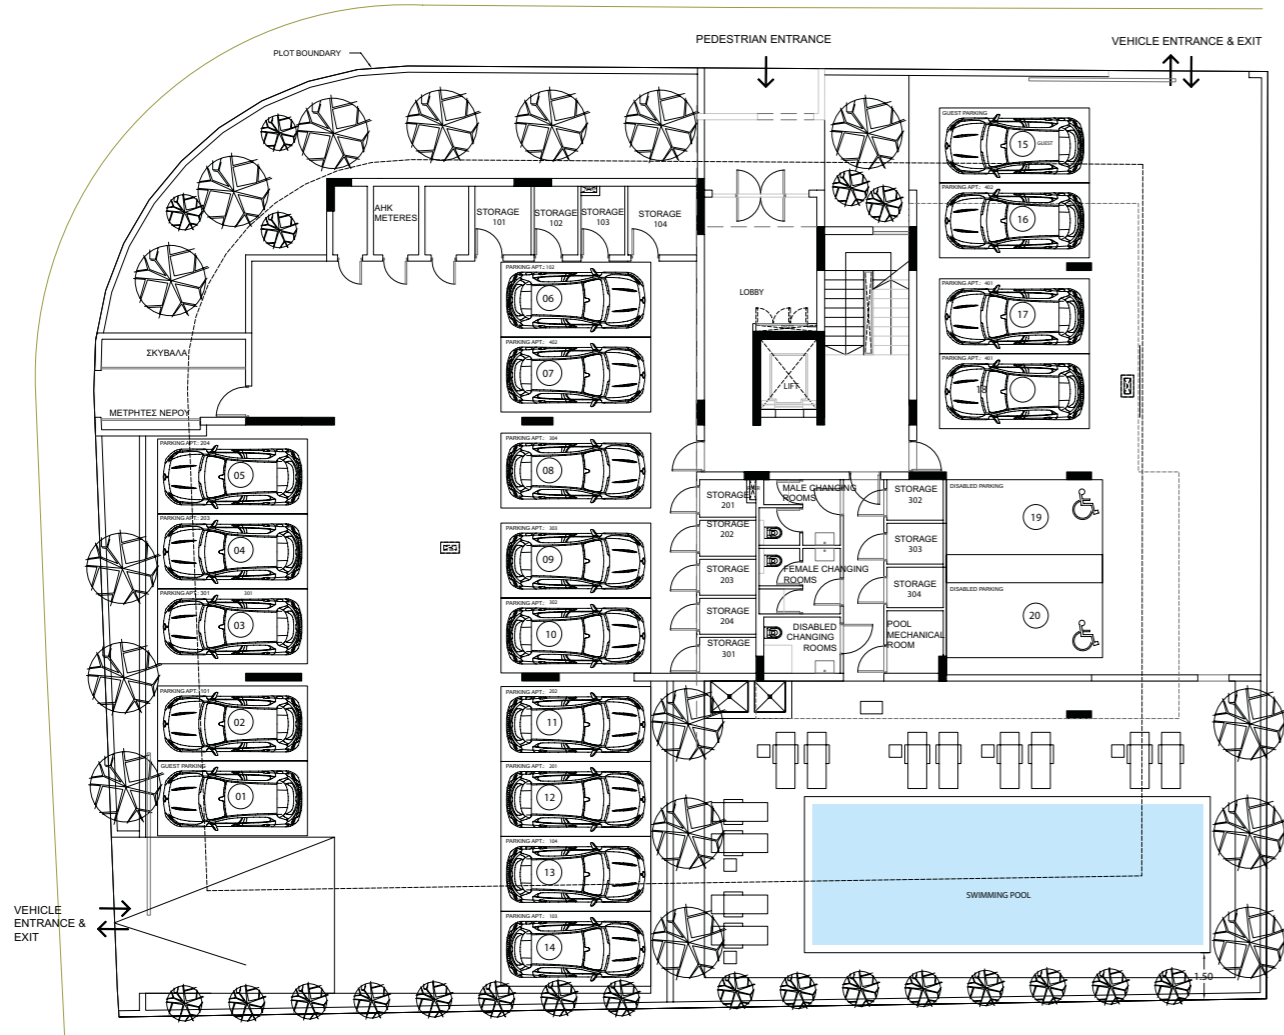 PEDESTRIAN ENTRANCE
VEHICLE ENTRANCE & EXIT
PLOT BOUNDARY
GUEST PARKING
15
GUEST
PARKING APT.: 402
16
AHK
METERES
STORAGE
101
STORAGE
102
STORAGE
103
STORAGE
104
PARKING APT.: 102
06
LOBBY
PARKING APT.: 401
17
ΣΚΥΒΑΛΑ
PARKING APT.: 402
07
LIFT
PARKING APT.: 401
ΜΕΤΡΗΤΕΣ ΝΕΡΟΥ
PARKING APT.: 204
05
PARKING APT.: 304
08
STORAGE
201
MALE CHANGING
ROOMS
STORAGE
302
DISABLED PARKING
19
PARKING APT.: 203
04
PARKING APT.: 303
09
STORAGE
202
STORAGE
303
STORAGE
203
FEMALE CHANGING
ROOMS
STORAGE
304
DISABLED PARKING
20
PARKING APT.: 301
301
03
PARKING APT.: 302
10
STORAGE
204
STORAGE
301
DISABLED
CHANGING
ROOMS
POOL
MECHANICAL
ROOM
PARKING APT.: 101
02
PARKING APT.: 202
11
GUEST PARKING
01
PARKING APT.: 201
12
PARKING APT.: 104
13
SWIMMING POOL
VEHICLE
ENTRANCE &
EXIT
PARKING APT.: 103
14
1.50